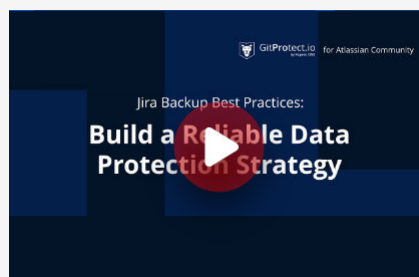 GitProtect.io for Atlassian Community
Jira Backup Best Practices:
Build a Reliable Data
Protection Strategy